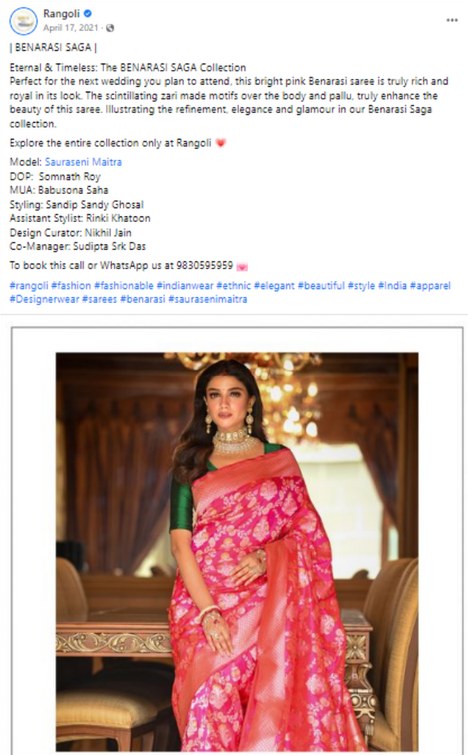 Rangoli
April 17, 2021 ·
| BENARASI SAGA |
Eternal & Timeless: The BENARASI SAGA Collection
Perfect for the next wedding you plan to attend, this bright pink Benarasi saree is truly rich and
royal in its look. The scintillating zari made motifs over the body and pallu, truly enhance the
beauty of this saree. Illustrating the refinement, elegance and glamour in our Benarasi Saga
collection.
Explore the entire collection only at Rangoli
Model: Sauraseni Maitra
DOP: Somnath Roy
MUA: Babusona Saha
Styling: Sandip Sandy Ghosal
Assistant Stylist: Rinki Khatoon
Design Curator: Nikhil Jain
Co-Manager: Sudipta Srk Das
To book this call or WhatsApp us at 9830595959
#rangoli #fashion #fashionable #indianwear #ethnic #elegant #beautiful #style #India #apparel
#Designerwear #sarees #benarasi #saurasenimaitra